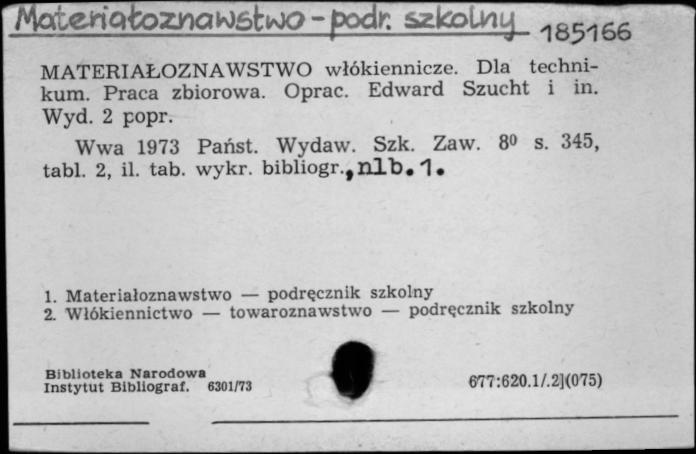 Materiałoznawstwo - podr. szkolny 185166
MATERIAŁOZNAWSTWO włókiennicze. Dla techni-
kum. Praca zbiorowa. Oprac. Edward Szucht i in.
Wyd. 2 popr.
Wwa 1973 Państ. Wydaw. Szk. Zaw. 8⁰ s. 345,
tabl. 2, il. tab. wykr. bibliogr., nlb. 1.
1. Materiałoznawstwo — podręcznik szkolny
2. Włókiennictwo — towaroznawstwo — podręcznik szkolny
Biblioteka Narodowa
Instytut Bibliograf. 6301/73 677:620.1/.2](075)